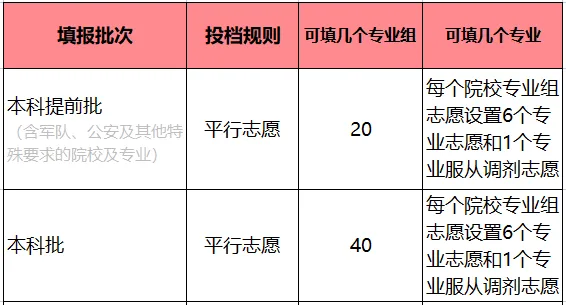 填报批次
投档规则
可填几个专业组
可填几个专业
本科提前批
（含军队、公安及其他特
殊要求的院校及专业）
平行志愿
20
每个院校专业组
志愿设置6个专
业志愿和1个专
业服从调剂志愿
本科批
平行志愿
40
每个院校专业组
志愿设置6个专
业志愿和1个专
业服从调剂志愿